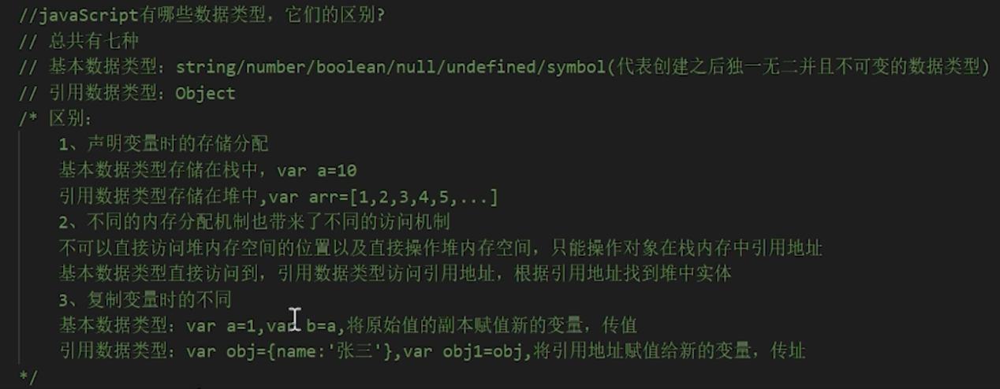 //javaScript有哪些数据类型，它们的区别?
// 总共有七种
// 基本数据类型：string/number/boolean/null/undefined/symbol(代表创建之后独一无二并且不可变的数据类型)
// 引用数据类型：Object
/* 区别：
1、声明变量时的存储分配
基本数据类型存储在栈中，var a=10
引用数据类型存储在堆中,var arr=[1,2,3,4,5,...]
2、不同的内存分配机制也带来了不同的访问机制
不可以直接访问堆内存空间的位置以及直接操作堆内存空间，只能操作对象在栈内存中引用地址
基本数据类型直接访问到，引用数据类型访问引用地址，根据引用地址找到堆中实体
3、复制变量时的不同
基本数据类型：var a=1,var b=a,将原始值的副本赋值新的变量，传值
引用数据类型：var obj={name:'张三'},var obj1=obj,将引用地址赋值给新的变量，传址
*/